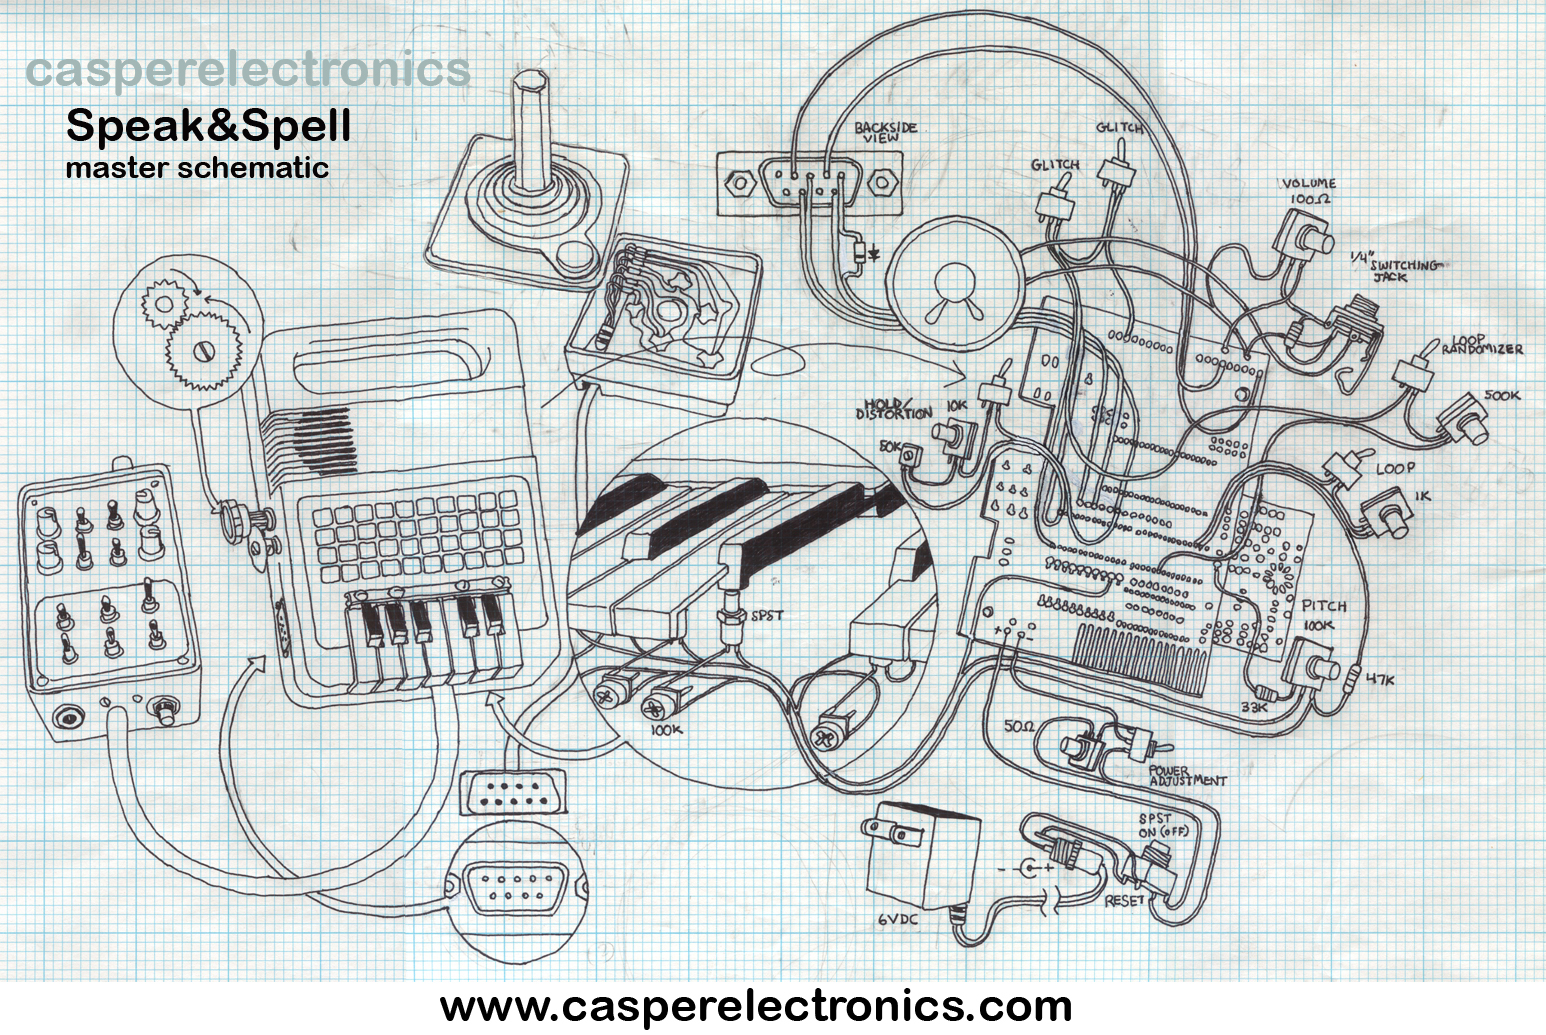 casperelectronics
Speak&Spell
master schematic
BACKSIDE
VIEW
GLITCH
GLITCH
VOLUME
100Ω
1/4" SWITCHING
JACK
LOOP
RANDOMIZER
500K
HOLD/
DISTORTION
10K
50K
LOOP
1K
SPST
100K
+ -
PITCH
100K
47K
33K
50Ω
POWER
ADJUSTMENT
SPST
ON (OFF)
- +
RESET
6VDC
www.casperelectronics.com